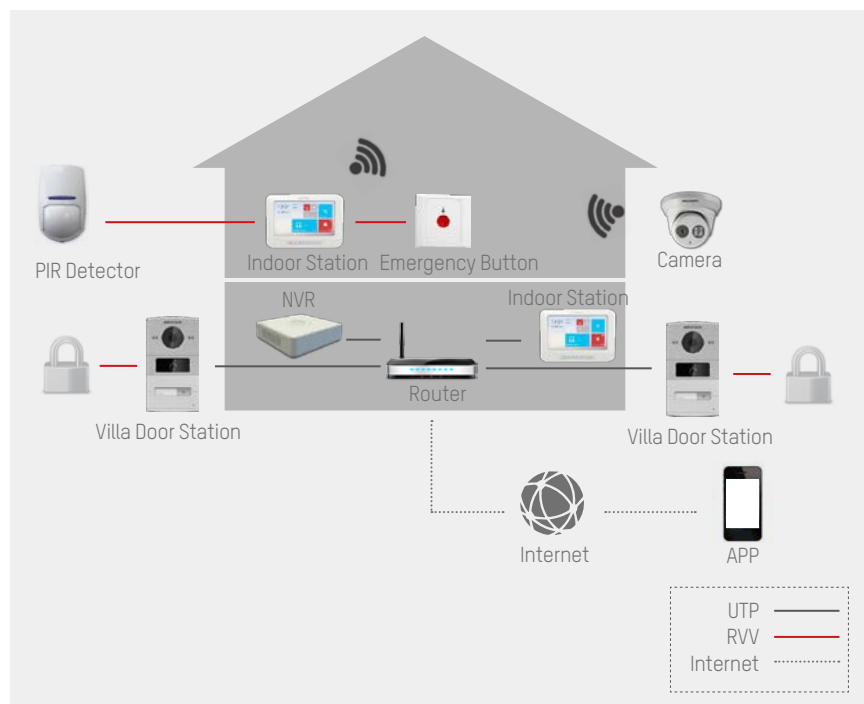 PIR Detector
Indoor Station
Emergency Button
Camera
NVR
Indoor Station
Router
Villa Door Station
Villa Door Station
Internet
APP
UTP
RVV
Internet